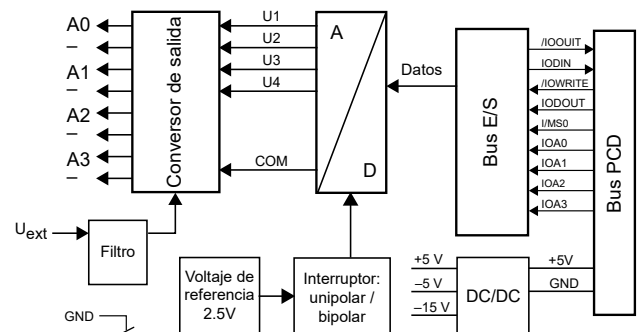 A0
–
A1
–
A2
–
A3
–
Conversor de salida
U1
U2
U3
U4
COM
A
D
Datos
Bus E/S
/IOOUIT
IODIN
/IOWRITE
IODOUT
I/MS0
IOA0
IOA1
IOA2
IOA3
Bus PCD
Uext
Filtro
Voltaje de
referencia
2.5V
Interruptor:
unipolar /
bipolar
+5 V
–5 V
–15 V
DC/DC
+5V
GND
GND